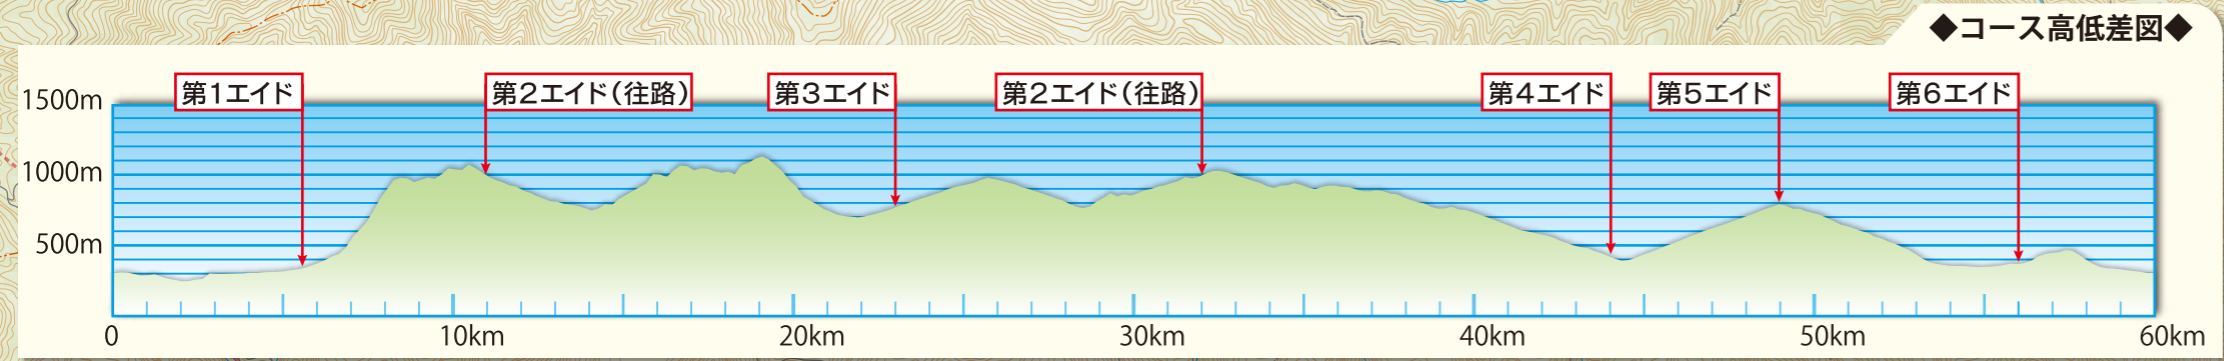 ◆コース高低差図◆
第1エイド 第2エイド(往路) 第3エイド 第2エイド(往路) 第4エイド 第5エイド 第6エイド
1500m
1000m
500m
0 10km 20km 30km 40km 50km 60km